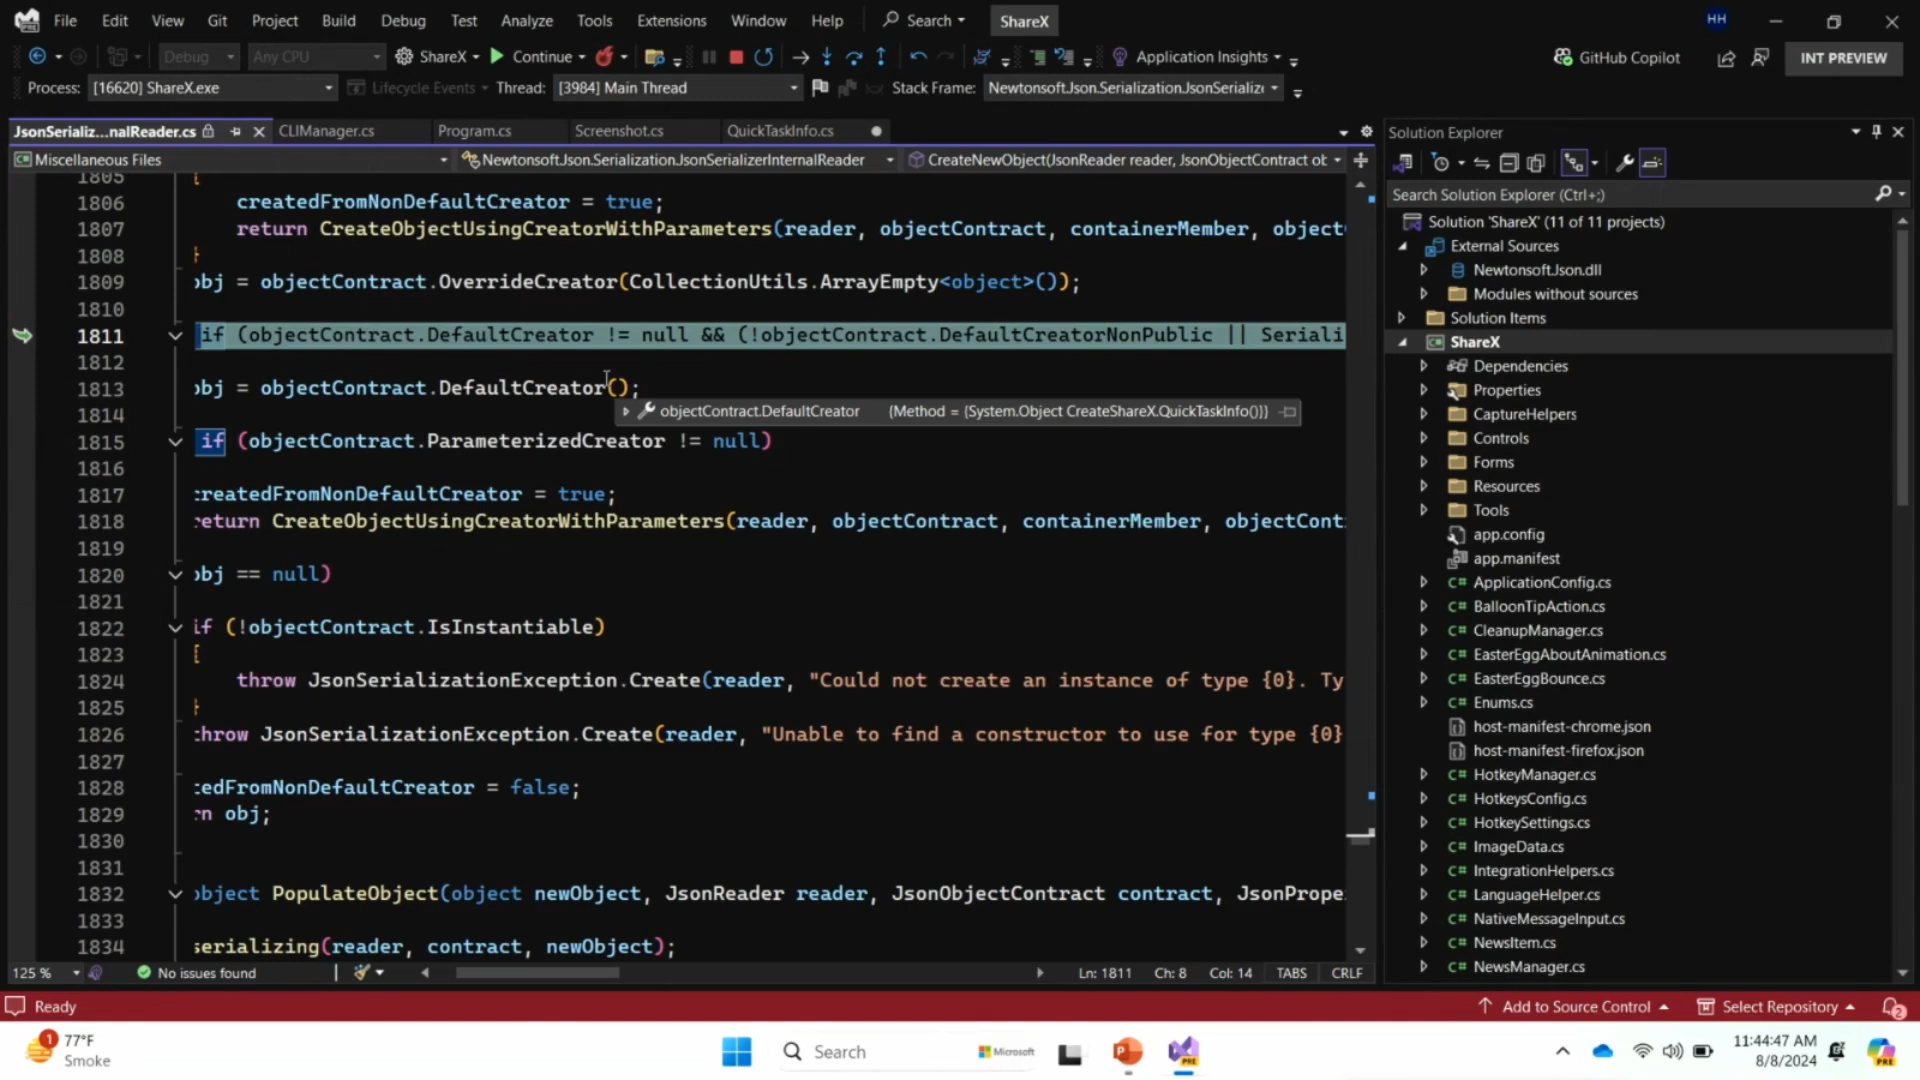 File Edit View Git Project Build Debug Test Analyze Tools Extensions Window Help Search ShareX HH
Debug Any CPU ShareX Continue Application Insights GitHub Copilot INT PREVIEW
Process: [16620] ShareX.exe Lifecycle Events Thread: [3984] Main Thread Stack Frame: Newtonsoft.Json.Serialization.JsonSerializ
JsonSerializ...nalReader.cs CLIManager.cs Program.cs Screenshot.cs QuickTaskInfo.cs
Miscellaneous Files Newtonsoft.Json.Serialization.JsonSerializerInternalReader CreateNewObject(JsonReader reader, JsonObjectContract ob
1805 {
1806 createdFromNonDefaultCreator = true;
1807 return CreateObjectUsingCreatorWithParameters(reader, objectContract, containerMember, object
1808 }
1809 obj = objectContract.OverrideCreator(CollectionUtils.ArrayEmpty<object>());
1810
1811 if (objectContract.DefaultCreator != null && (!objectContract.DefaultCreatorNonPublic || Seriali
1812
1813 obj = objectContract.DefaultCreator();
1814 objectContract.DefaultCreator {Method = {System.Object CreateShareX.QuickTaskInfo()}}
1815 if (objectContract.ParameterizedCreator != null)
1816
1817 createdFromNonDefaultCreator = true;
1818 return CreateObjectUsingCreatorWithParameters(reader, objectContract, containerMember, objectCont
1819
1820 obj == null)
1821
1822 if (!objectContract.IsInstantiable)
1823 {
1824 throw JsonSerializationException.Create(reader, "Could not create an instance of type {0}. Ty
1825 }
1826 throw JsonSerializationException.Create(reader, "Unable to find a constructor to use for type {0}
1827
1828 tedFromNonDefaultCreator = false;
1829 rn obj;
1830
1831
1832 object PopulateObject(object newObject, JsonReader reader, JsonObjectContract contract, JsonPrope
1833
1834 serializing(reader, contract, newObject);
125 % No issues found Ln: 1811 Ch: 8 Col: 14 TABS CRLF
Solution Explorer
Search Solution Explorer (Ctrl+;)
Solution 'ShareX' (11 of 11 projects)
External Sources
NewtonsoftJson.dll
Modules without sources
Solution Items
ShareX
Dependencies
Properties
CaptureHelpers
Controls
Forms
Resources
Tools
app.config
app.manifest
C# ApplicationConfig.cs
C# BalloonTipAction.cs
C# CleanupManager.cs
C# EasterEggAboutAnimation.cs
C# EasterEggBounce.cs
C# Enums.cs
host-manifest-chrome.json
host-manifest-firefox.json
C# HotkeyManager.cs
C# HotkeysConfig.cs
C# HotkeySettings.cs
C# ImageData.cs
C# IntegrationHelpers.cs
C# LanguageHelper.cs
C# NativeMessageInput.cs
C# NewsItem.cs
C# NewsManager.cs
Ready Add to Source Control Select Repository 2
1 77°F
Smoke
Search Microsoft
PRE
11:44:47 AM
8/8/2024
PRE